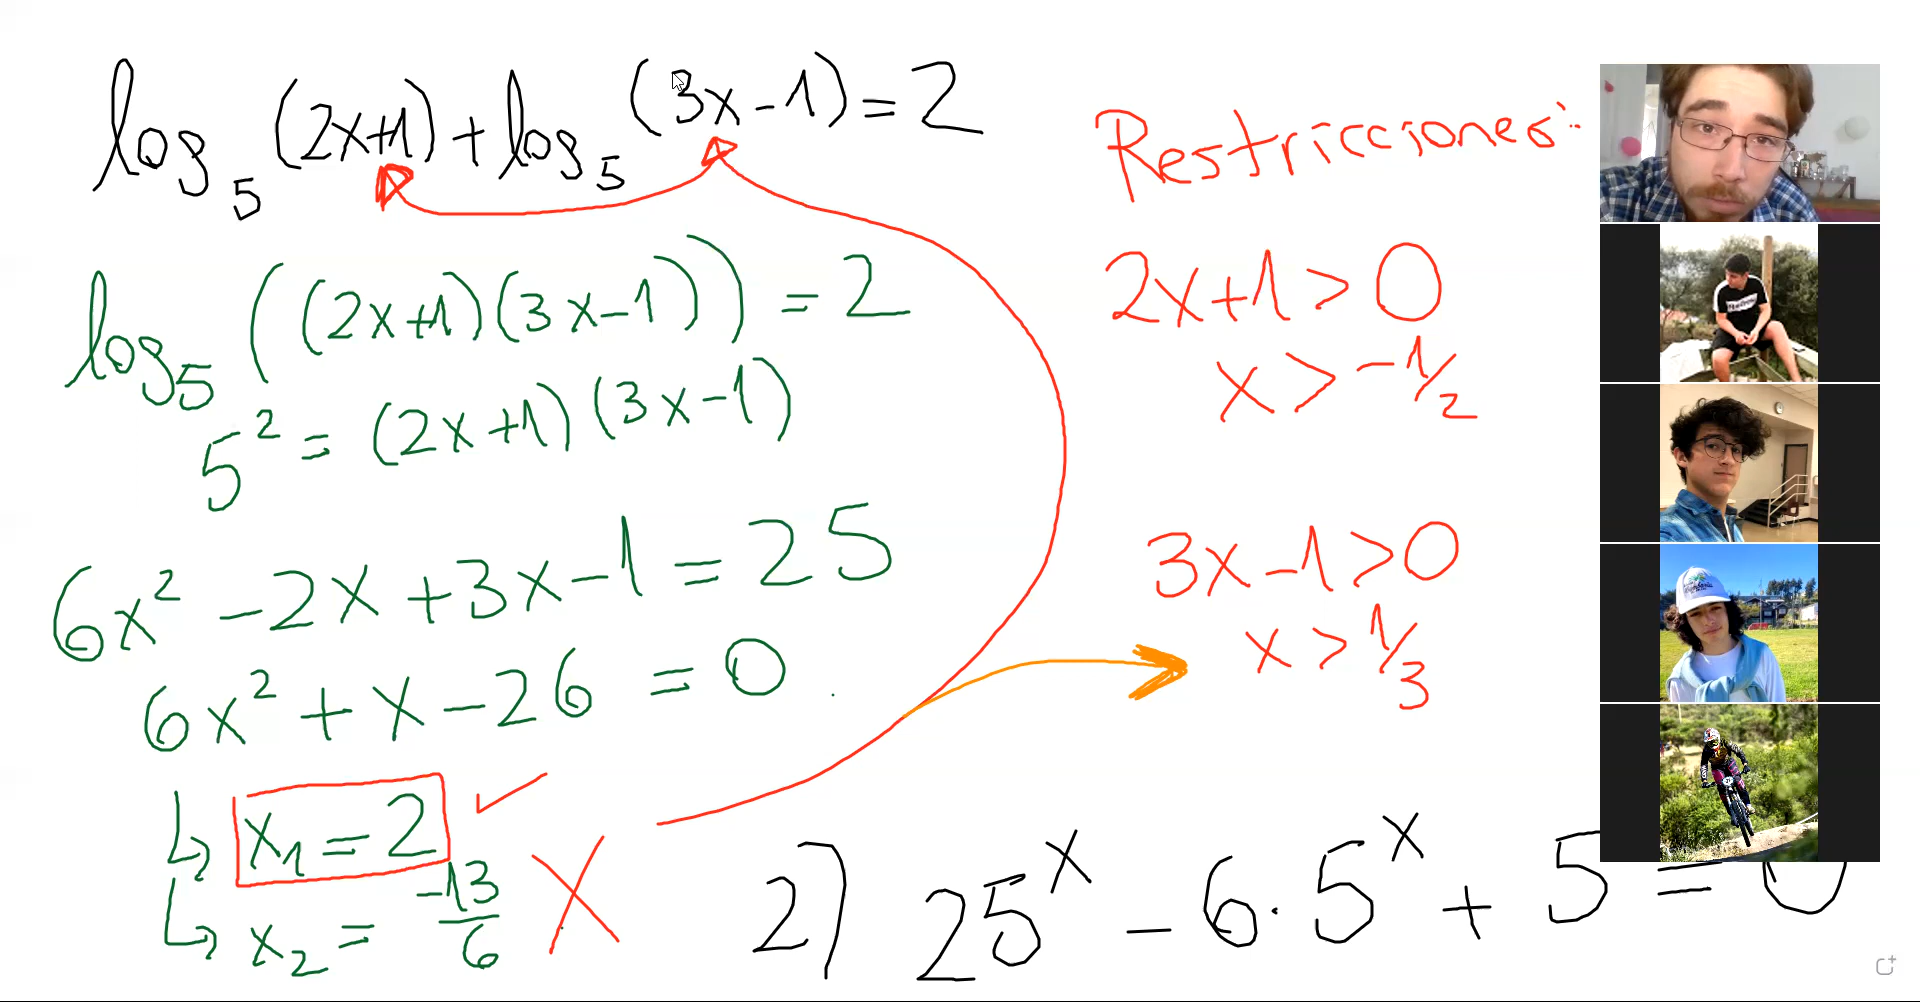 log₅(2x+1)+log₅(3x-1)=2
log₅((2x+1)(3x-1))=2
5²=(2x+1)(3x-1)
6x²-2x+3x-1=25
6x²+x-26=0
x₁=2 ✓
x₂=-13/6 X
Restricciones:
2x+1>0
x>-1/2
3x-1>0
x>1/3
2) 25ˣ-6·5ˣ+5=0